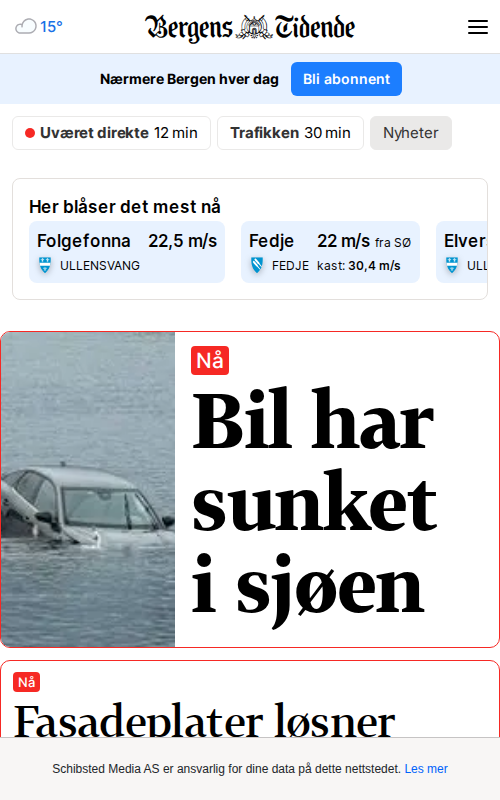 15°
Bergens Tidende
Nærmere Bergen hver dag
Bli abonnent
Uværet direkte 12 min
Trafikken 30 min
Nyheter
Her blåser det mest nå
Folgefonna 22,5 m/s
ULLENSVANG
Fedje 22 m/s fra SØ
FEDJE kast: 30,4 m/s
Elver
ULL
Nå
Bil har
sunket
i sjøen
Nå
Fasadeplater løsner
Schibsted Media AS er ansvarlig for dine data på dette nettstedet. Les mer